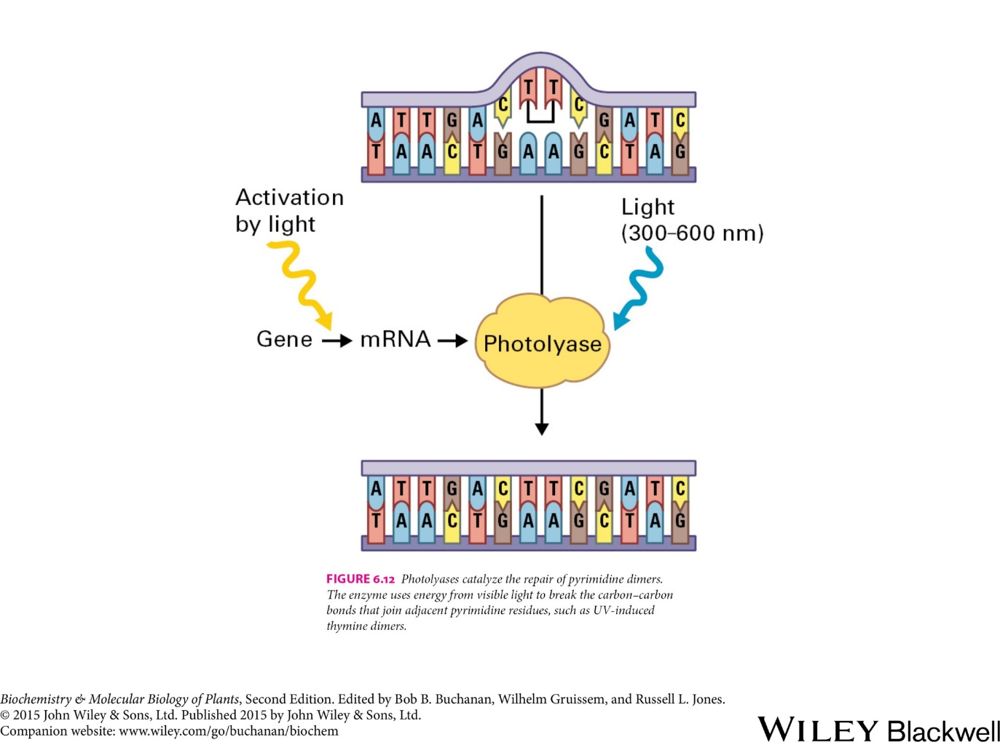 T T
C C
A T T G A G A T C
T A A C T G A A G C T A G
Activation
by light
Light
(300–600 nm)
Gene mRNA Photolyase
A T T G A C T T C G A T C
T A A C T G A A G C T A G
FIGURE 6.12 Photolyases catalyze the repair of pyrimidine dimers.
The enzyme uses energy from visible light to break the carbon–carbon
bonds that join adjacent pyrimidine residues, such as UV-induced
thymine dimers.
Biochemistry & Molecular Biology of Plants, Second Edition. Edited by Bob B. Buchanan, Wilhelm Gruissem, and Russell L. Jones.
© 2015 John Wiley & Sons, Ltd. Published 2015 by John Wiley & Sons, Ltd.
Companion website: www.wiley.com/go/buchanan/biochem
WILEY Blackwell